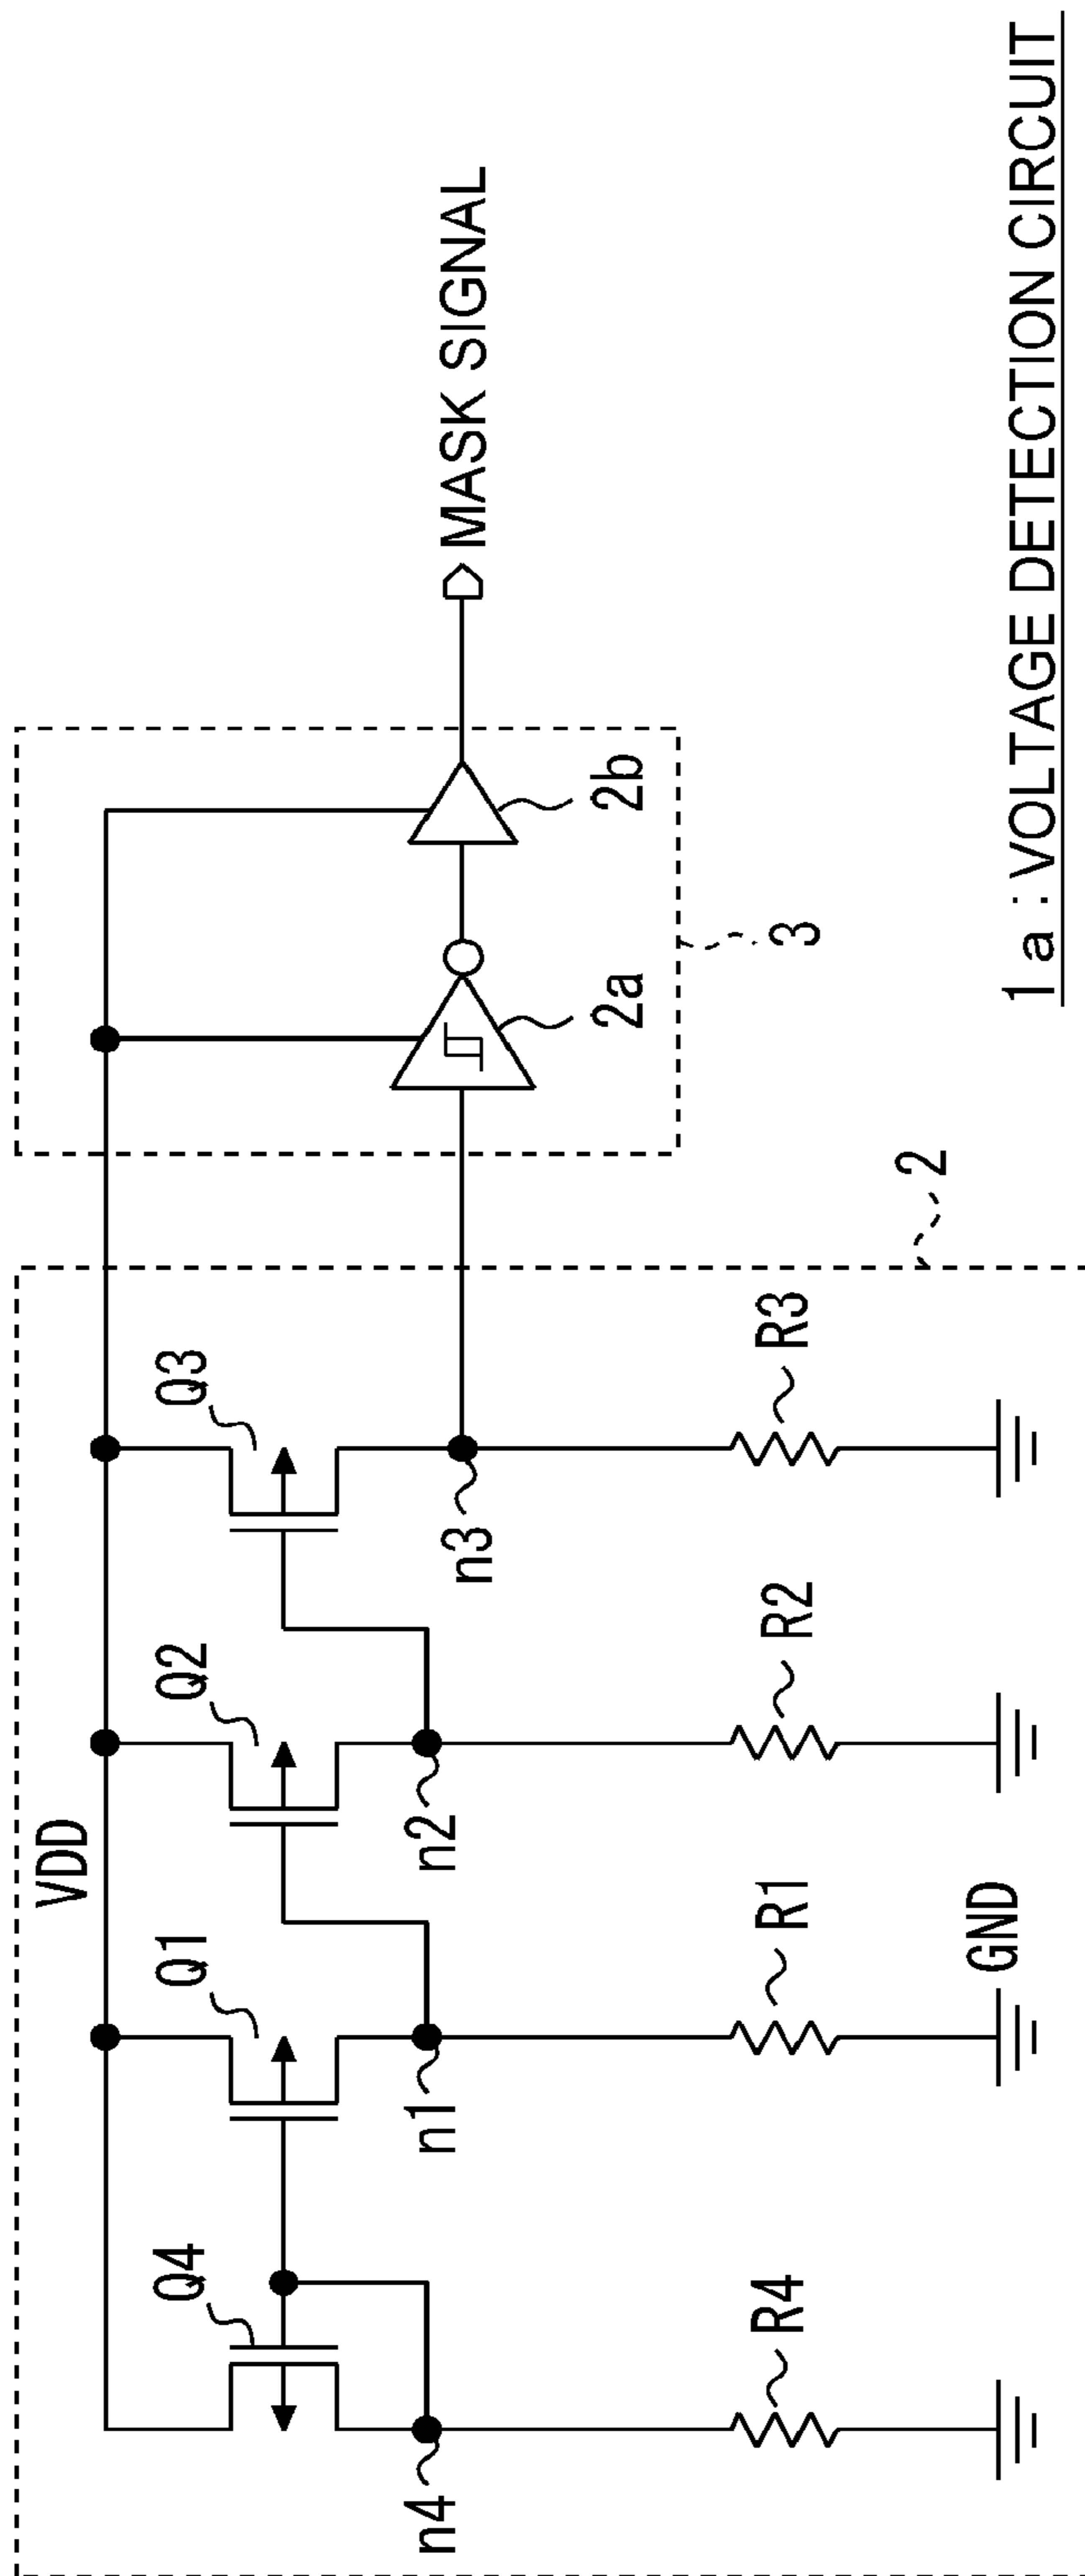 VDD
Q4
Q1
Q2
Q3
n4
n1
n2
n3
R4
R1
R2
R3
GND
2
2a
2b
3
MASK SIGNAL
1a : VOLTAGE DETECTION CIRCUIT